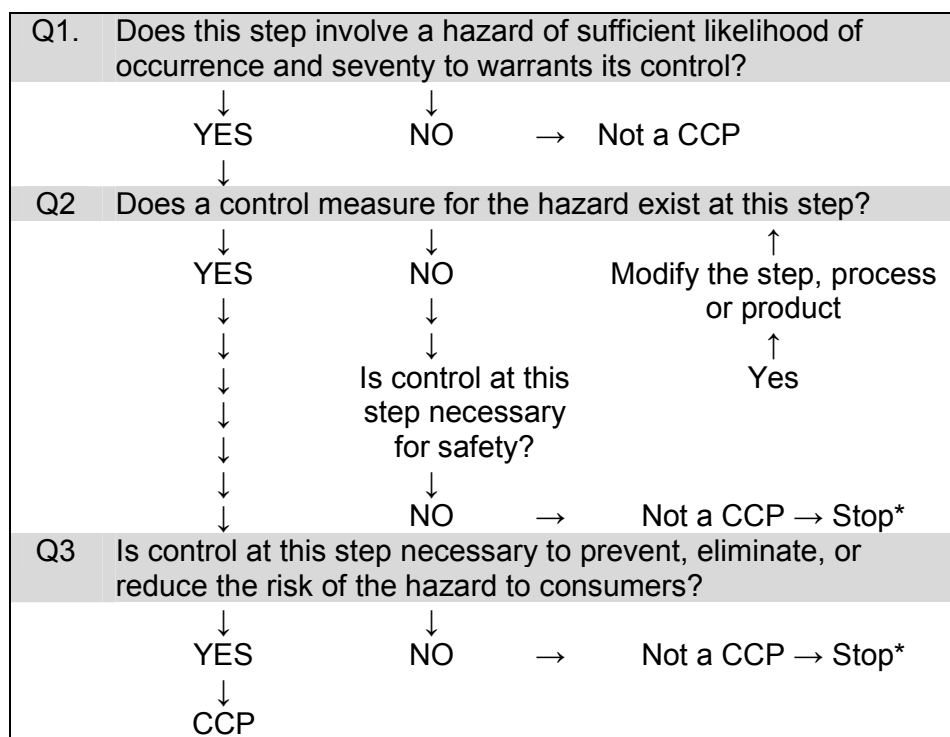 Q1. Does this step involve a hazard of sufficient likelihood of
occurrence and seventy to warrants its control?
↓ ↓
YES NO → Not a CCP
↓
Q2 Does a control measure for the hazard exist at this step?
↓ ↓ ↑
YES NO Modify the step, process
↓ ↓ or product
↓ ↓ ↑
↓ Is control at this Yes
↓ step necessary
↓ for safety?
↓ ↓
↓ NO → Not a CCP → Stop*
Q3 Is control at this step necessary to prevent, eliminate, or
reduce the risk of the hazard to consumers?
↓ ↓
YES NO → Not a CCP → Stop*
↓
CCP